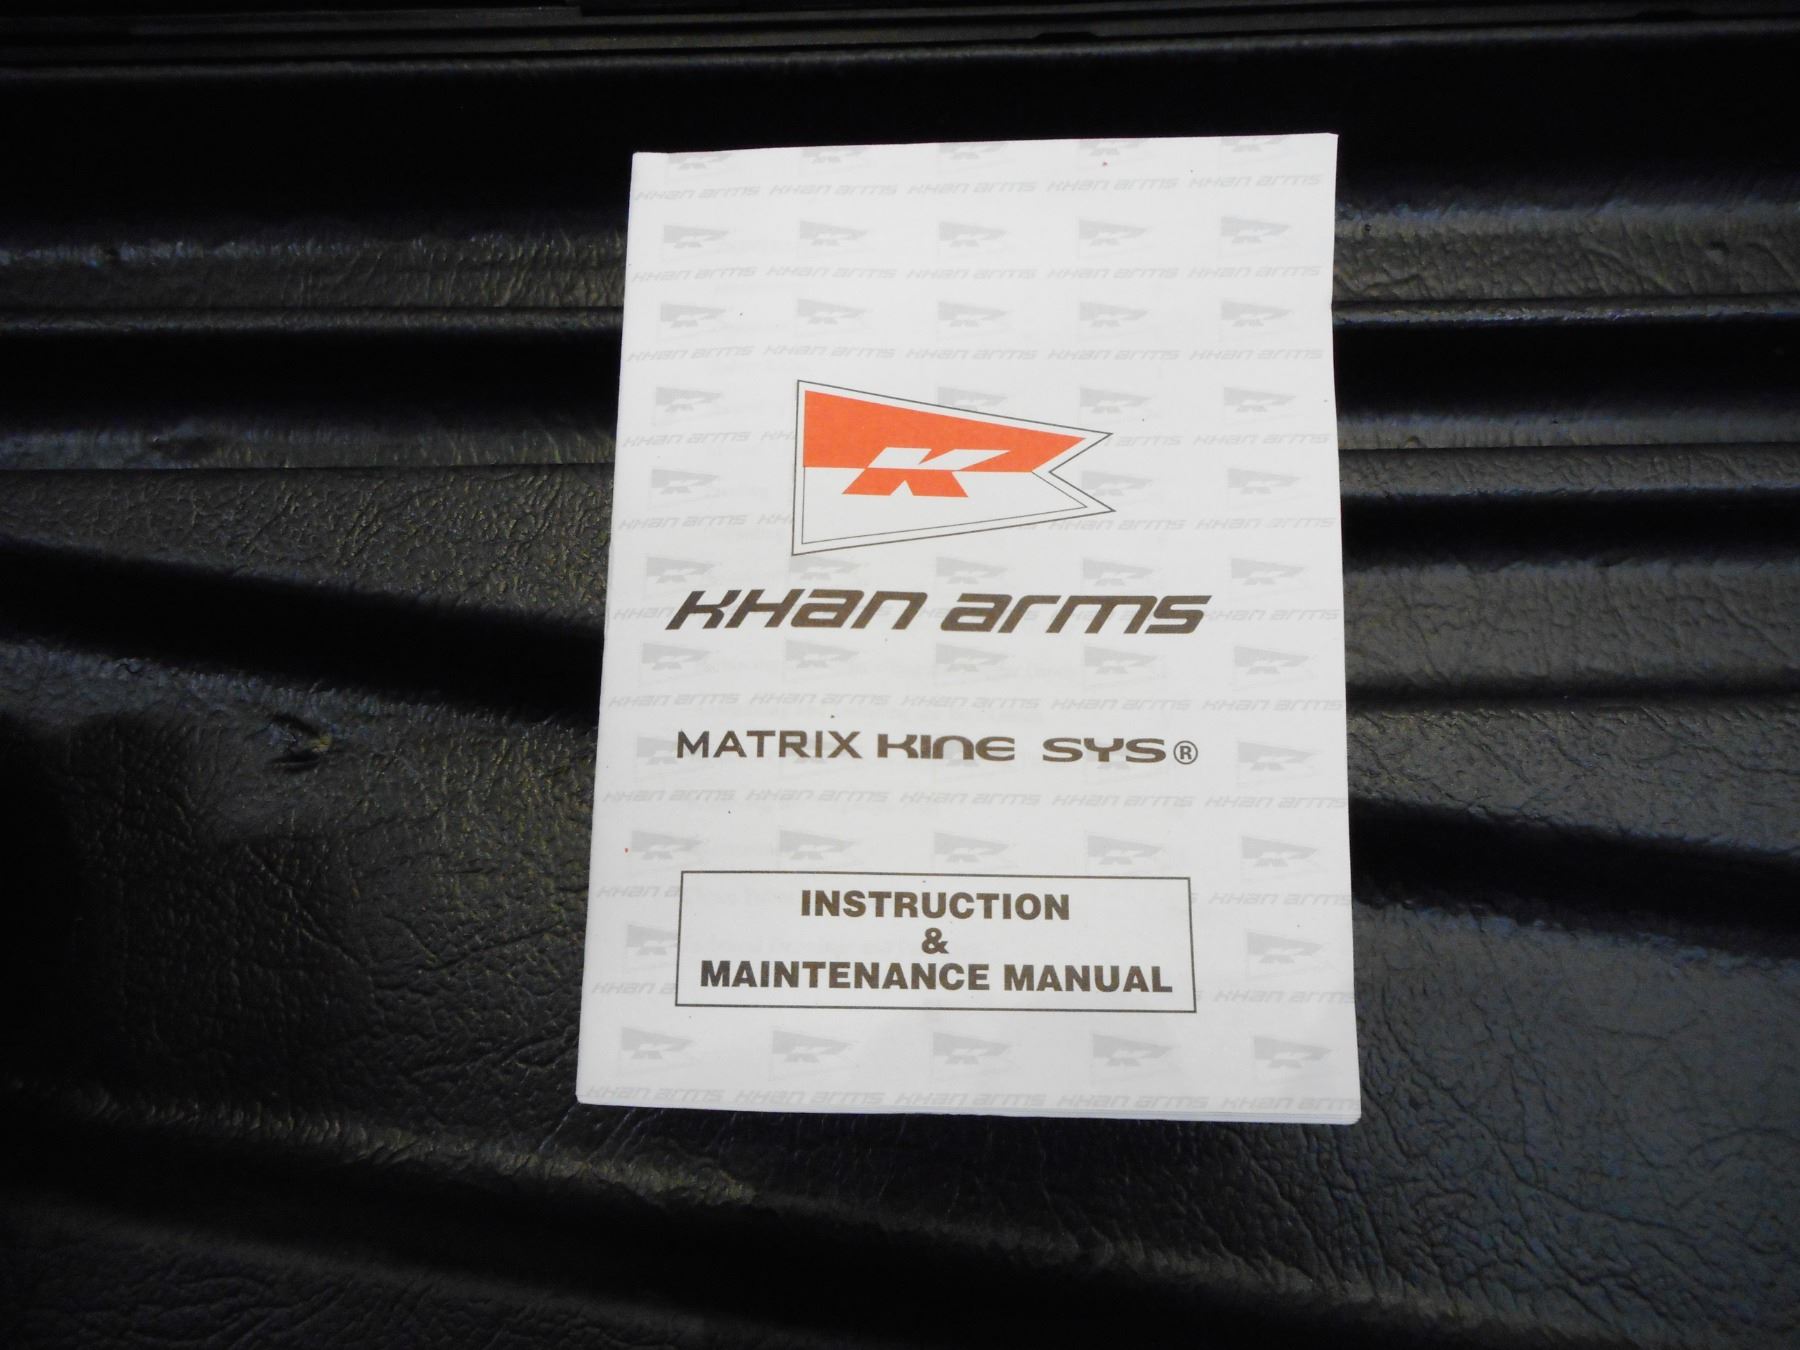 K
KHan arms
MATRIX KINE SYS®
INSTRUCTION
&
MAINTENANCE MANUAL